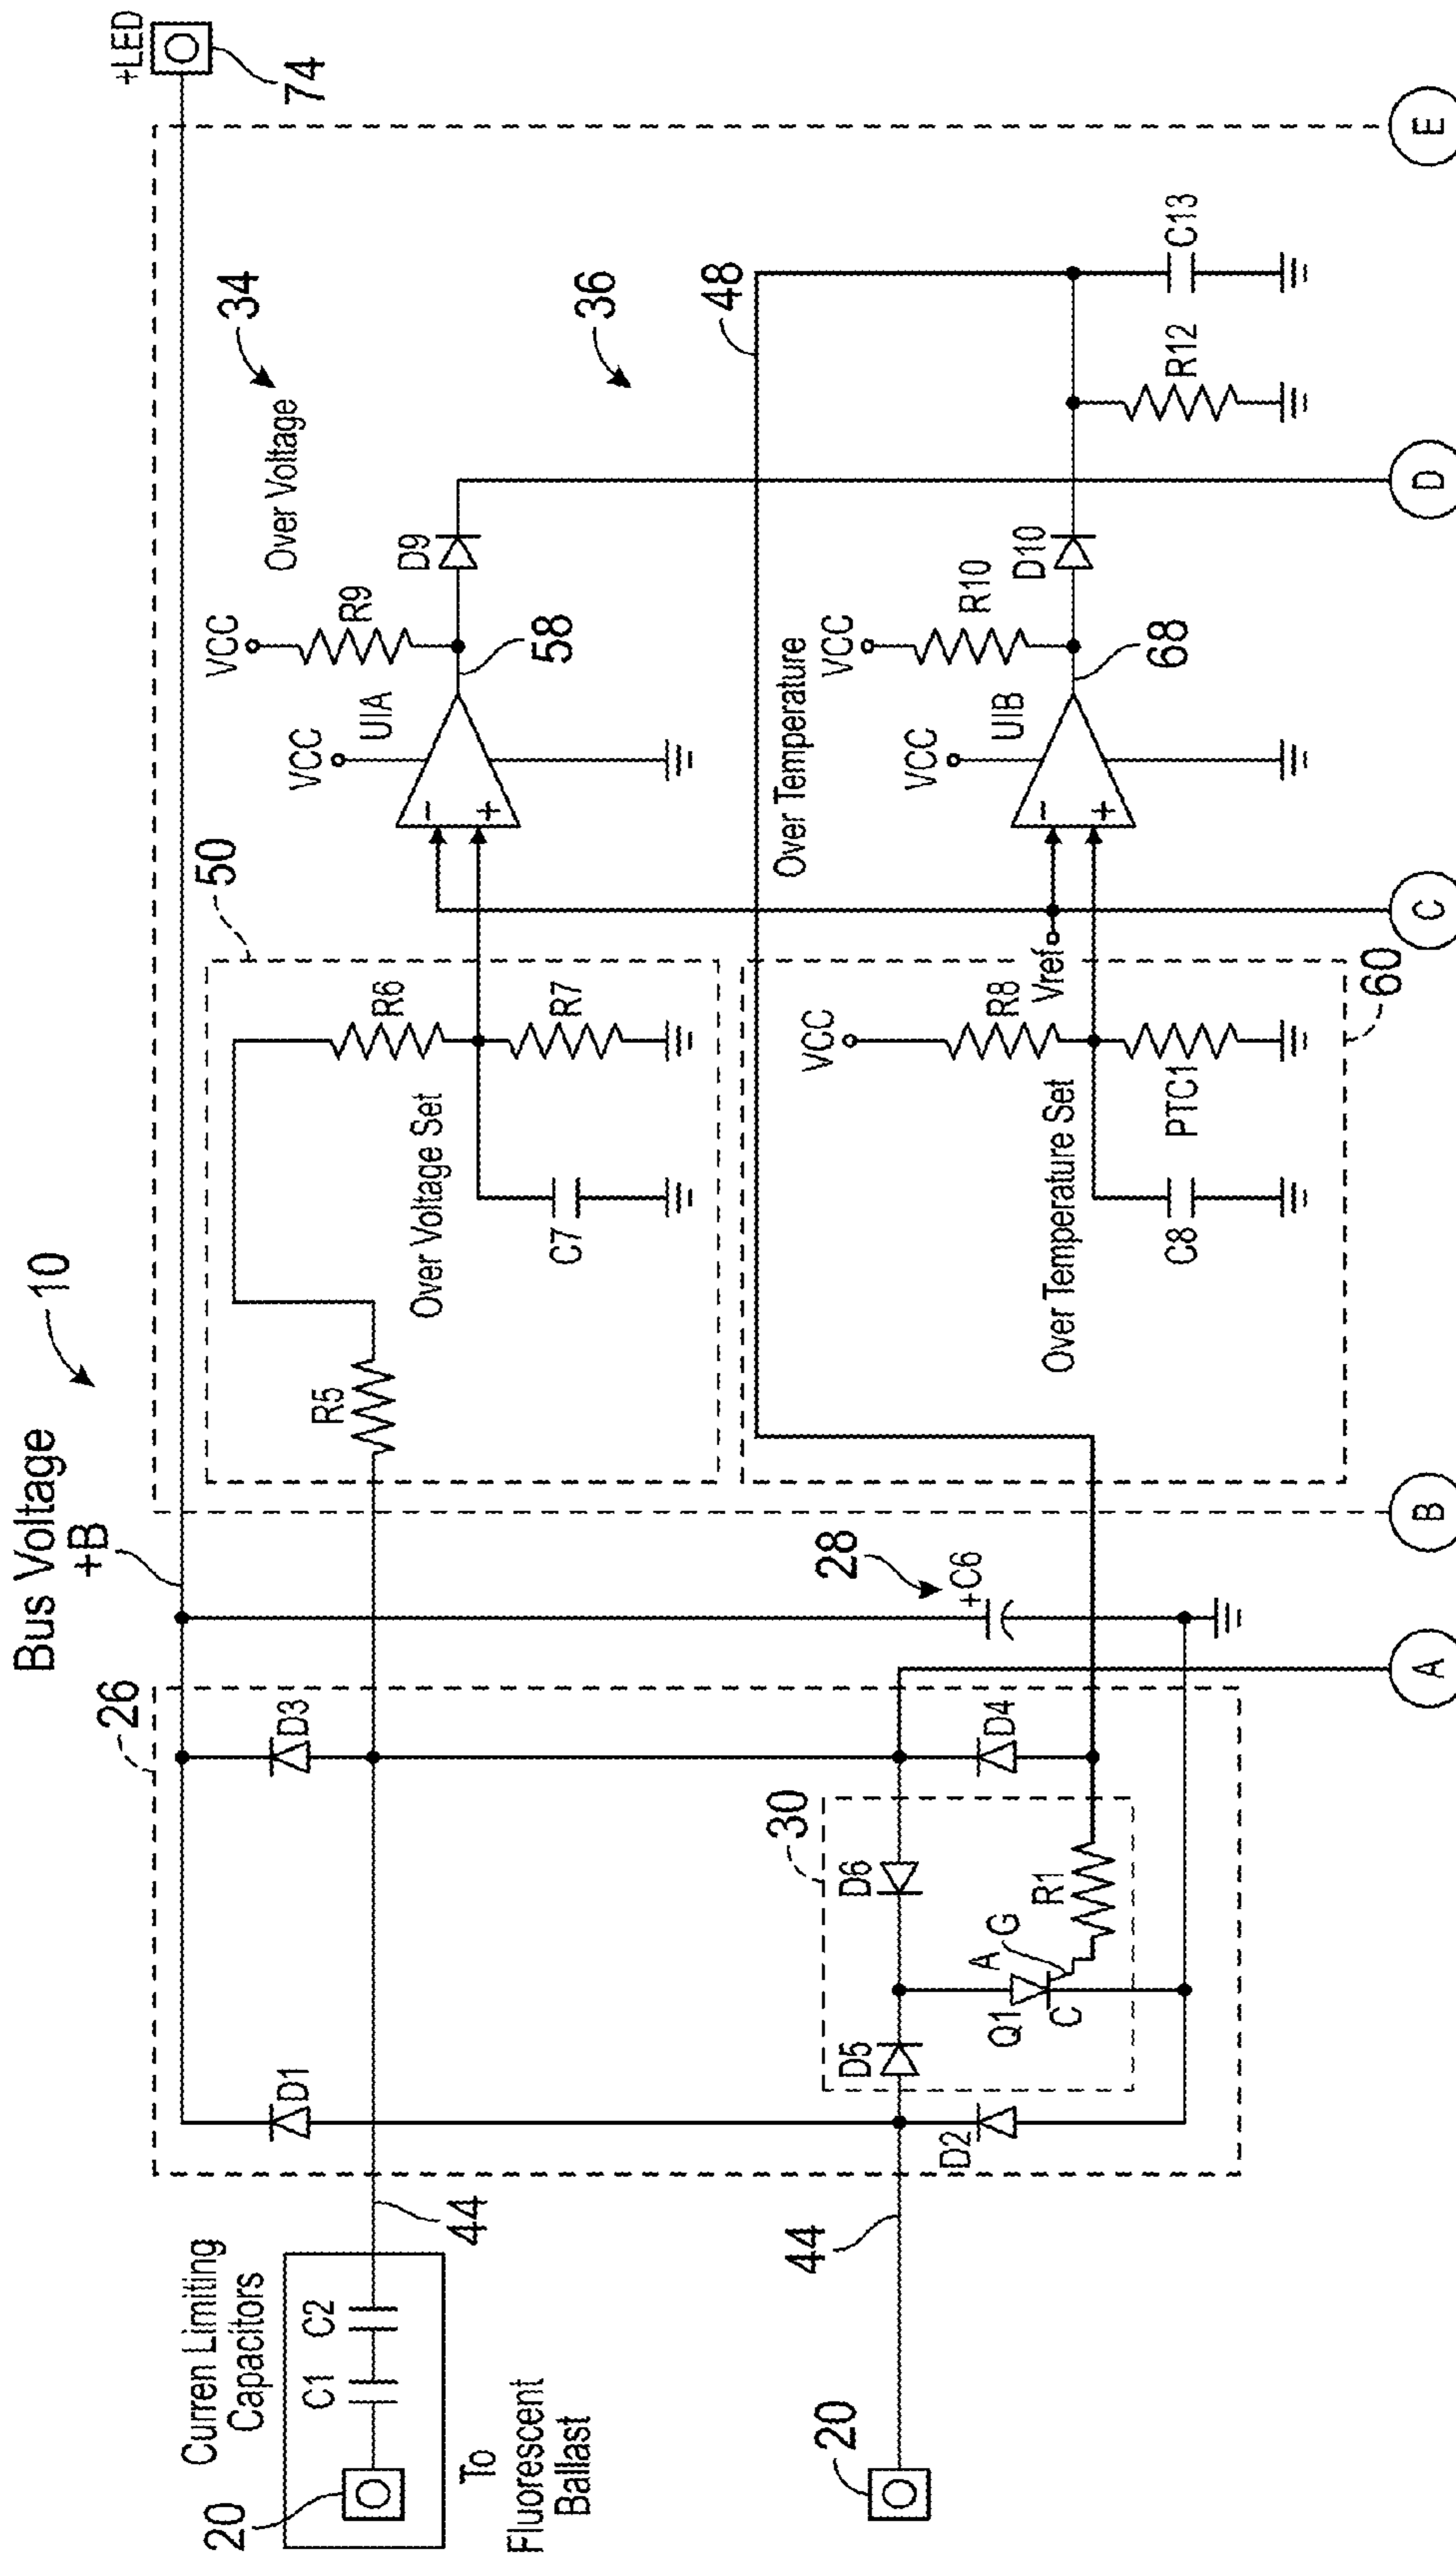 Bus Voltage
+B
10
+LED
74
26
D1
D3
Curren Limiting
Capacitors
20
C1
C2
44
To
Fluorescent
Ballast
20
44
D2
30
D5
D6
D4
Q1
A
G
C
R1
28
+C6
50
R5
R6
R7
Over Voltage Set
C7
VCC
UIA
-
+
58
VCC
R9
D9
Over Voltage
34
36
48
Over Temperature
VCC
R8
Over Temperature Set
C8
PTC1
60
Vref
VCC
UIB
-
+
68
VCC
R10
D10
R12
C13
A
B
C
D
E